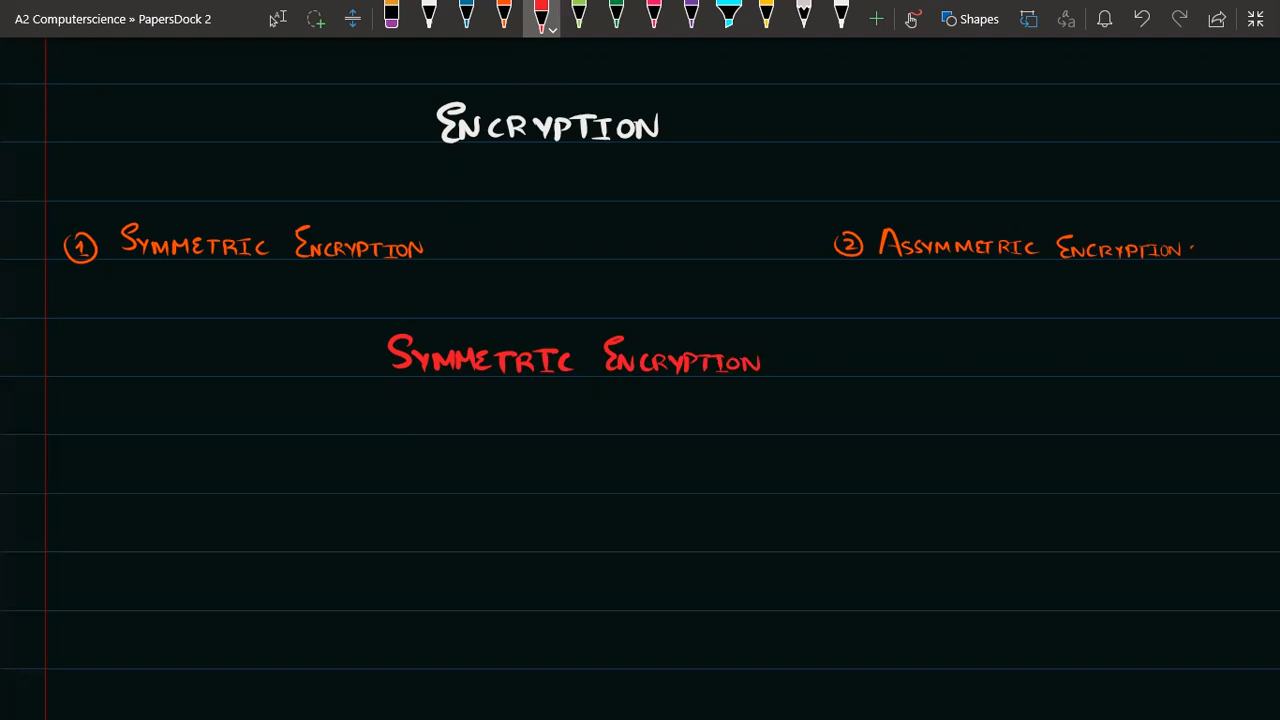 A2 Computerscience » PapersDock 2
Shapes
ENCRYPTION
1 SYMMETRIC ENCRYPTION
2 ASSYMMETRIC ENCRYPTION.
SYMMETRIC ENCRYPTION